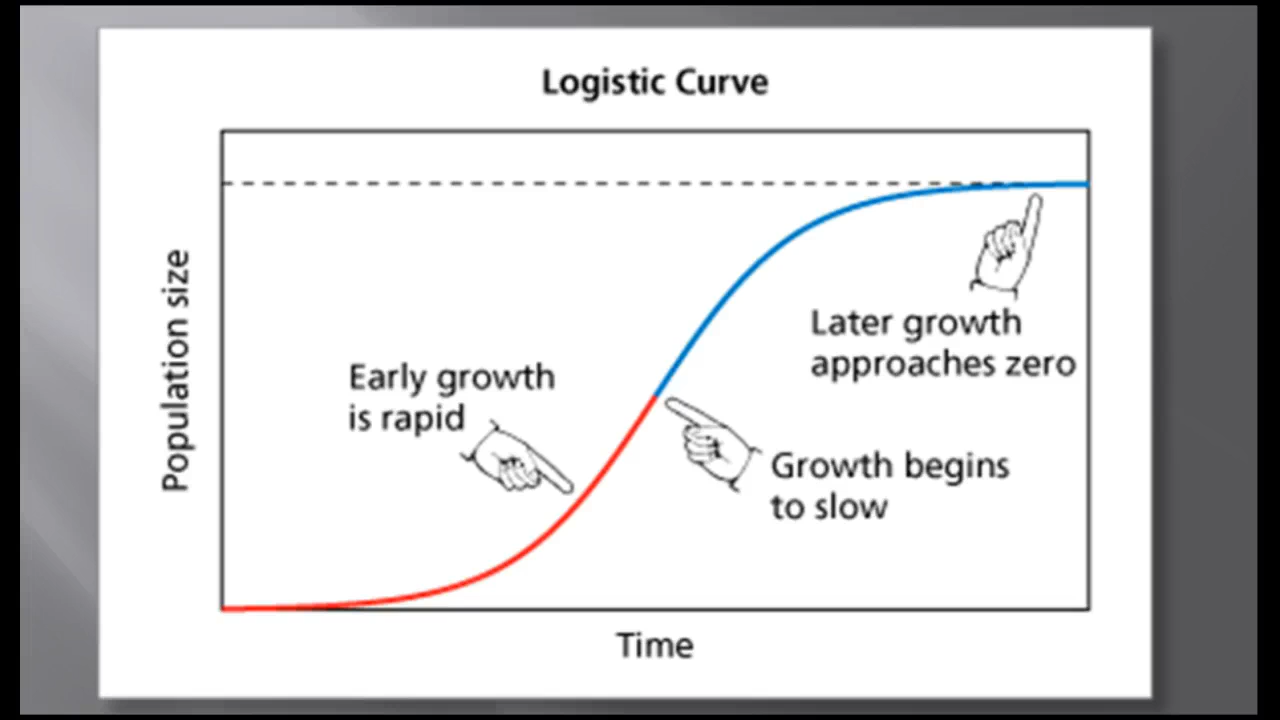 Logistic Curve
Population size
Early growth
is rapid
Later growth
approaches zero
Growth begins
to slow
Time